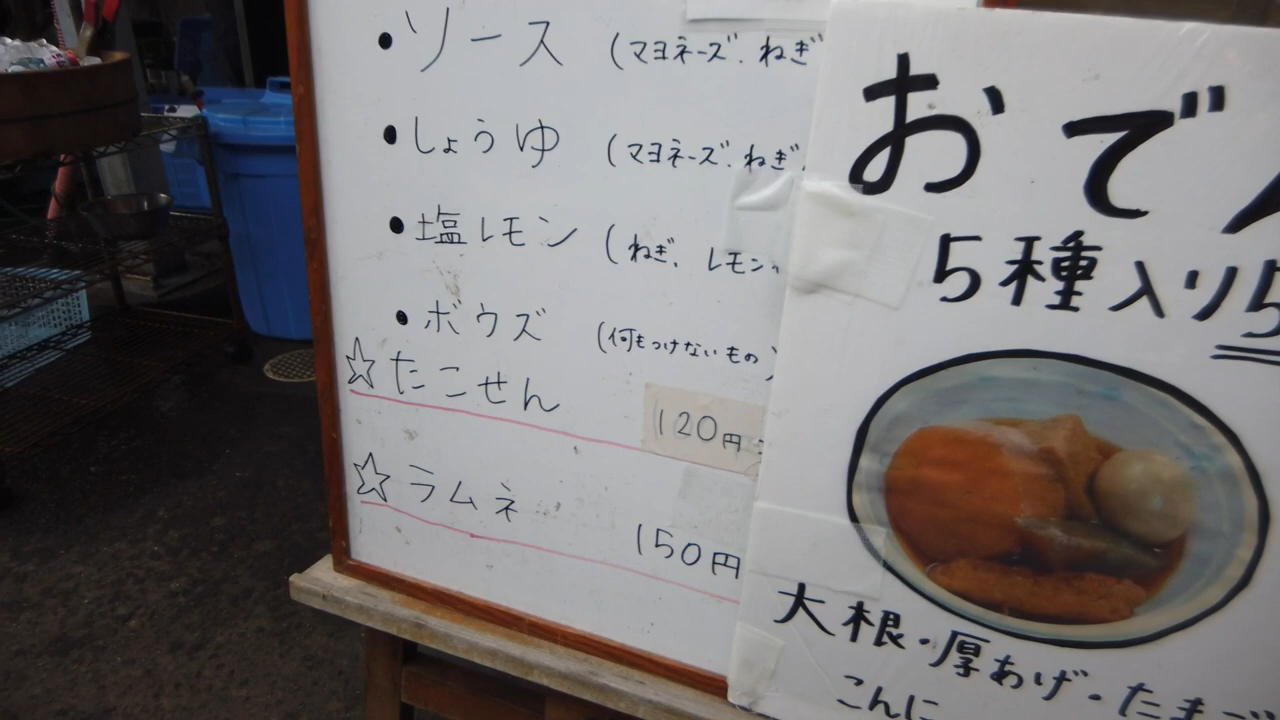 ●ソース (マヨネーズ、ねぎ
●しょうゆ (マヨネーズ、ねぎ、
●塩レモン (ねぎ、レモン
●ボウズ (何もつけないもの)
☆たこせん 120円
☆ラムネ 150円
おでん
5種入り5
大根・厚あげ・たまご
こんに